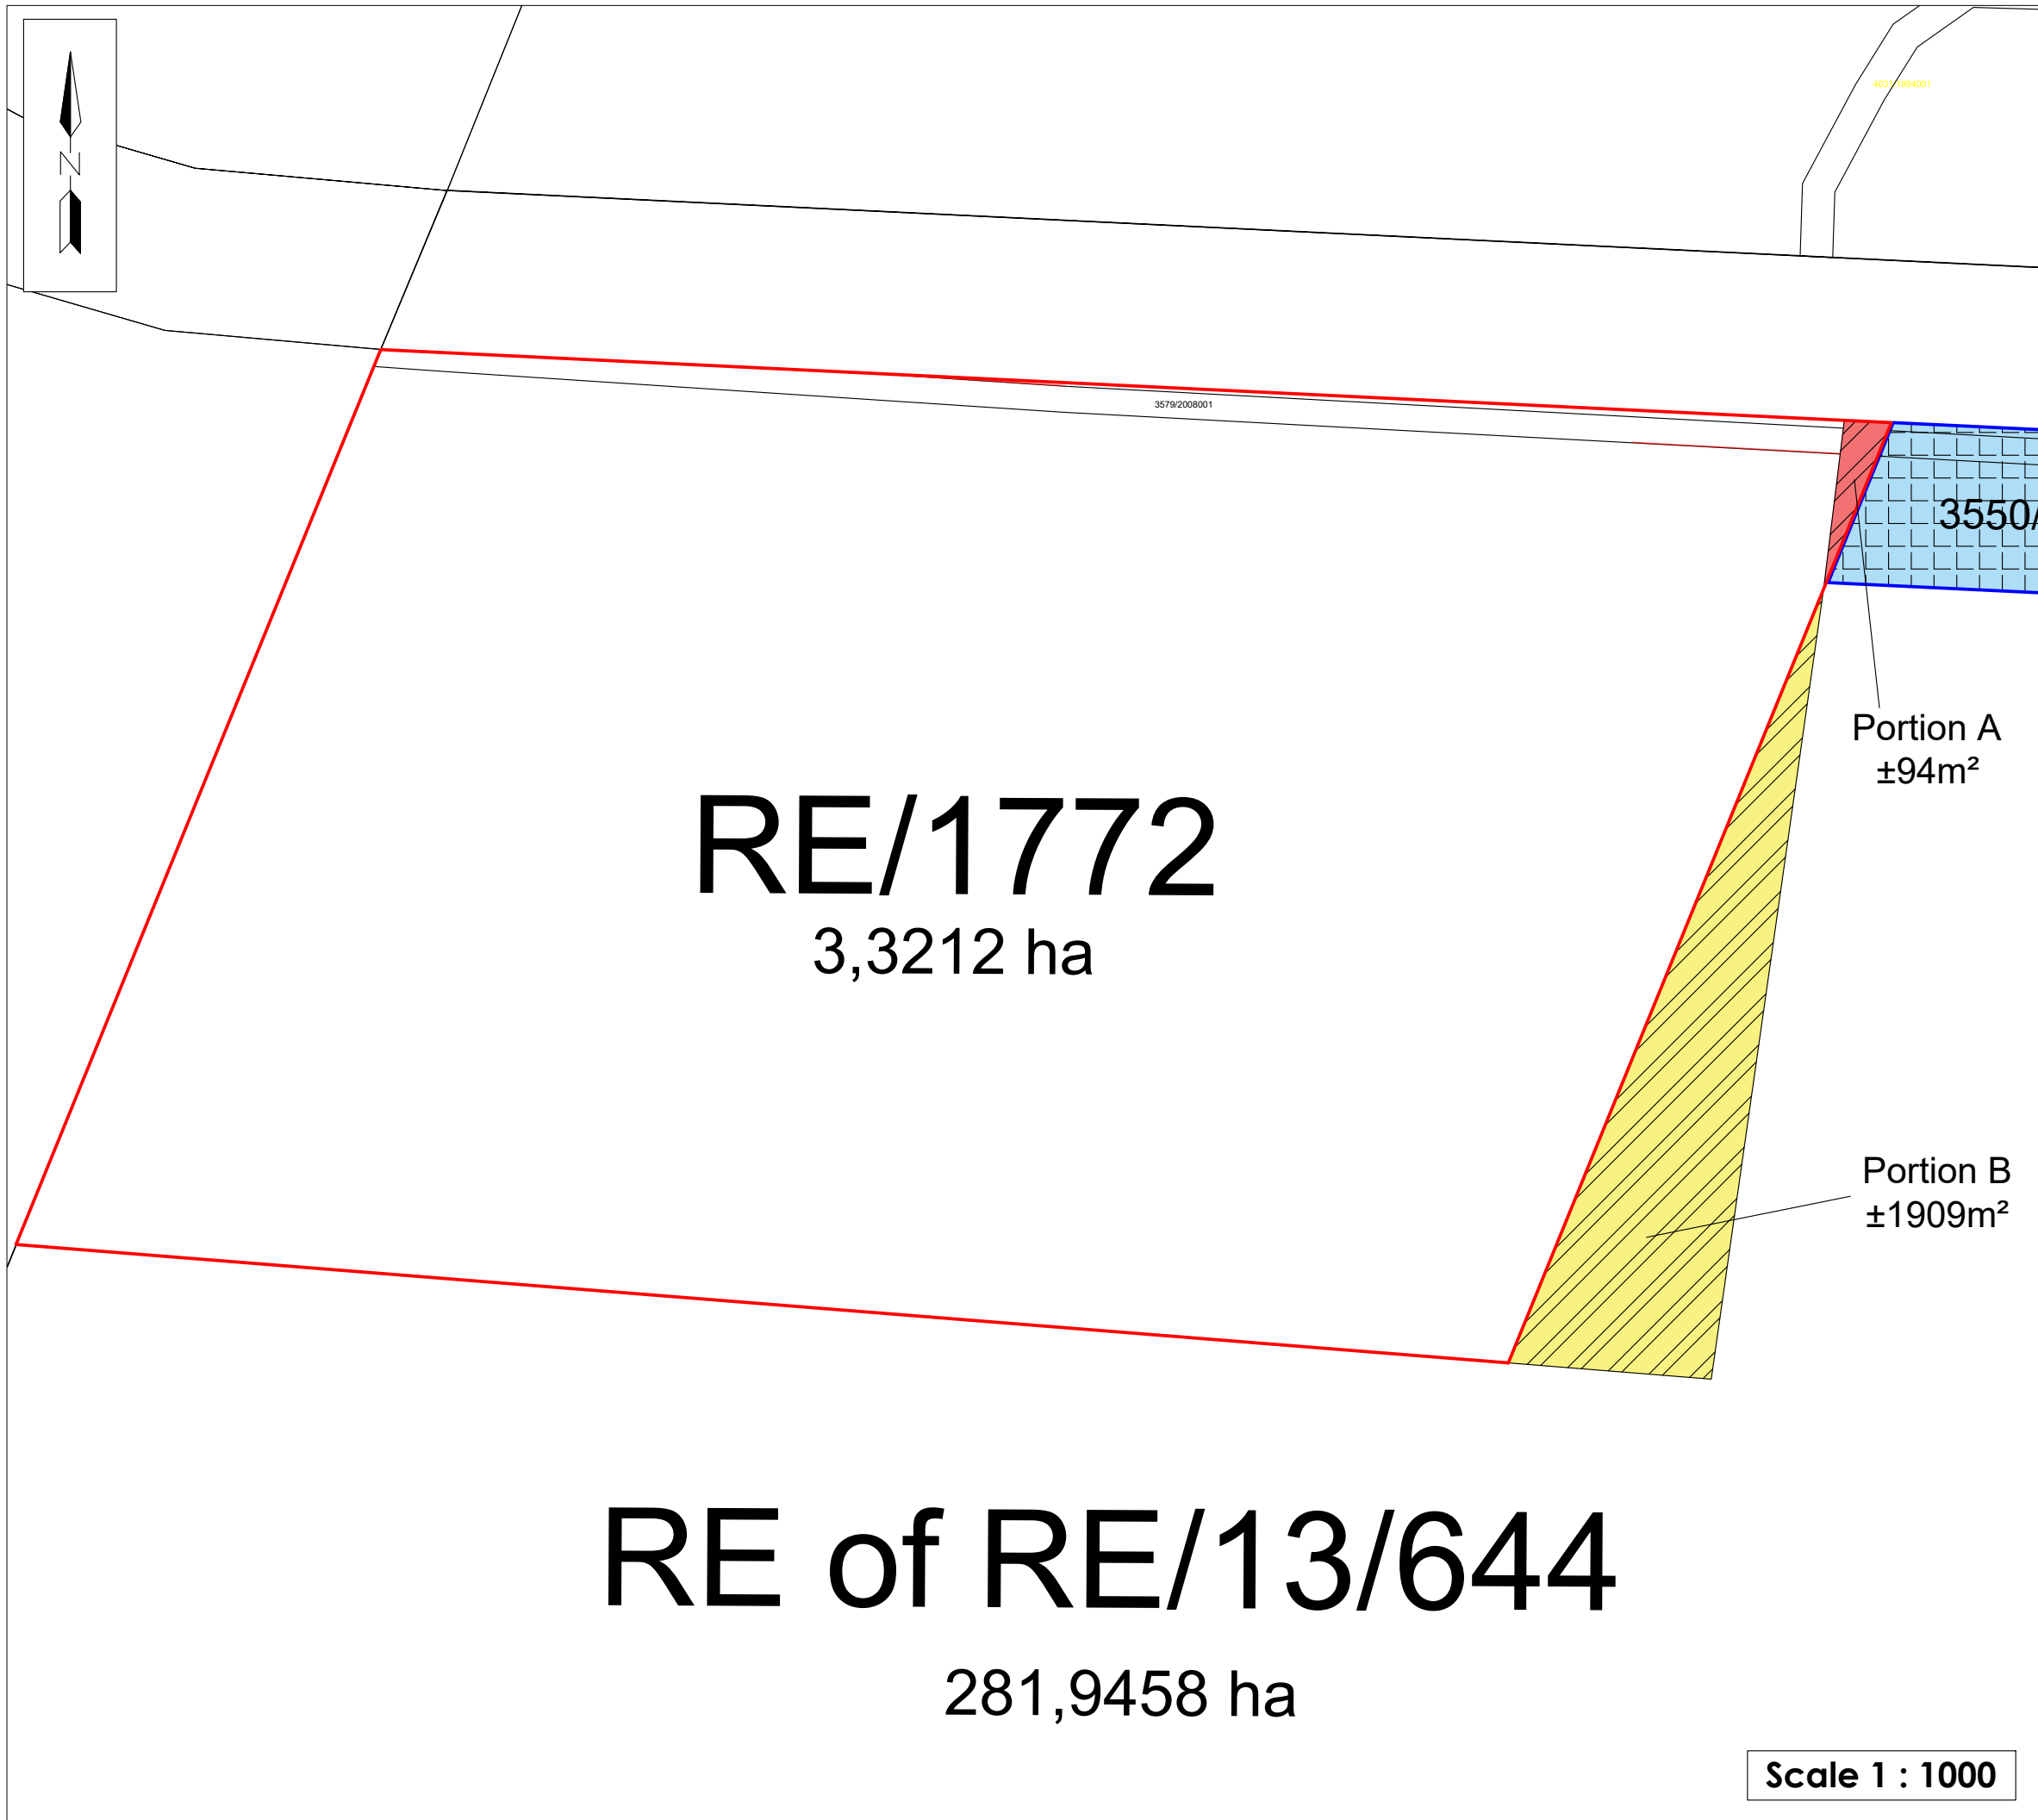 N
3579/2008001
3550/
Portion A
±94m²
RE/1772
3,3212 ha
Portion B
±1909m²
RE of RE/13/644
281,9458 ha
Scale 1 : 1000